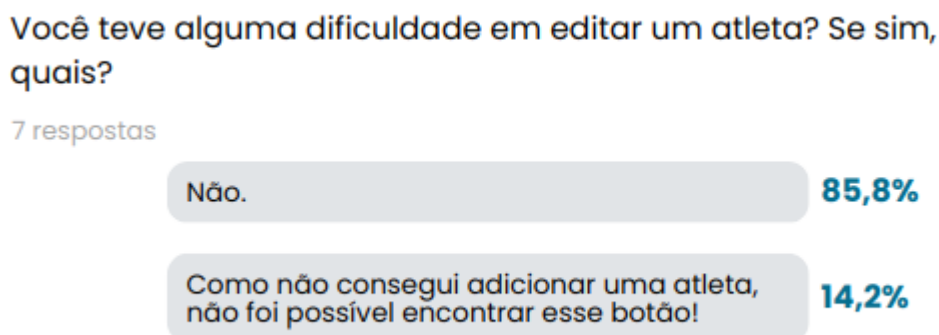 Você teve alguma dificuldade em editar um atleta? Se sim,
quais?
7 respostas
Não.
85,8%
Como não consegui adicionar uma atleta,
não foi possível encontrar esse botão!
14,2%